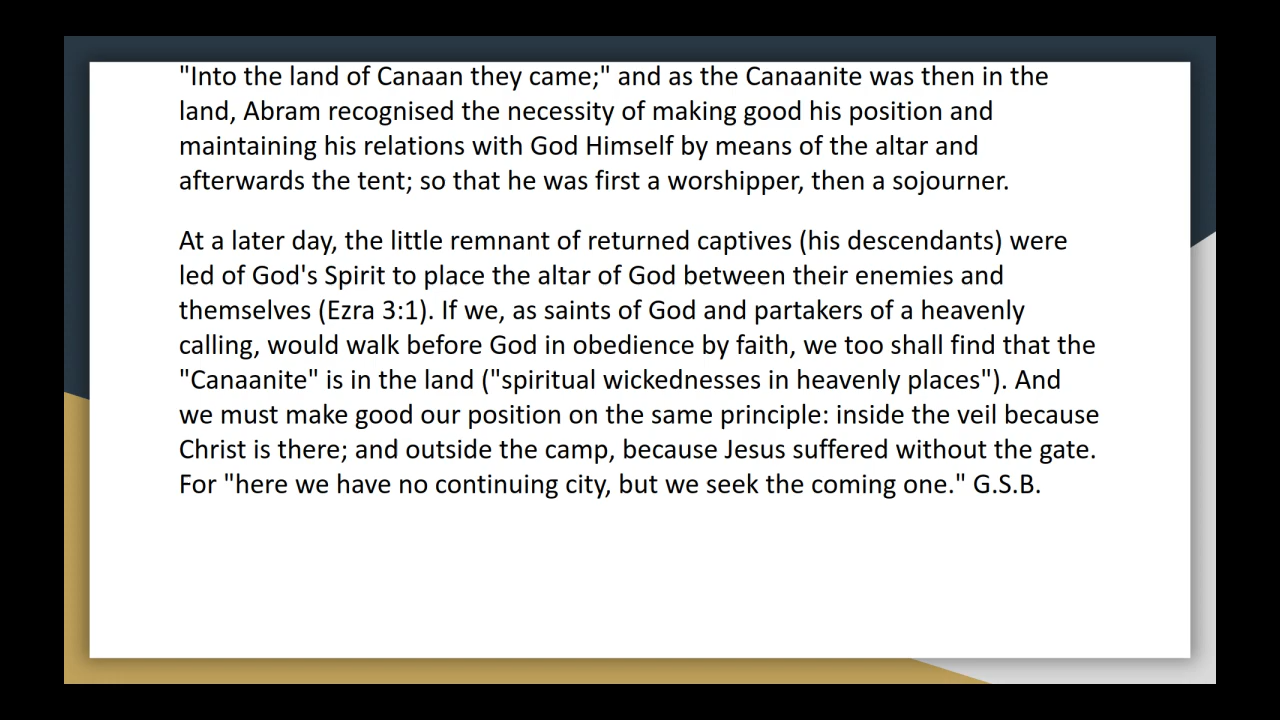 "Into the land of Canaan they came;" and as the Canaanite was then in the
land, Abram recognised the necessity of making good his position and
maintaining his relations with God Himself by means of the altar and
afterwards the tent; so that he was first a worshipper, then a sojourner.
At a later day, the little remnant of returned captives (his descendants) were
led of God's Spirit to place the altar of God between their enemies and
themselves (Ezra 3:1). If we, as saints of God and partakers of a heavenly
calling, would walk before God in obedience by faith, we too shall find that the
"Canaanite" is in the land ("spiritual wickednesses in heavenly places"). And
we must make good our position on the same principle: inside the veil because
Christ is there; and outside the camp, because Jesus suffered without the gate.
For "here we have no continuing city, but we seek the coming one." G.S.B.